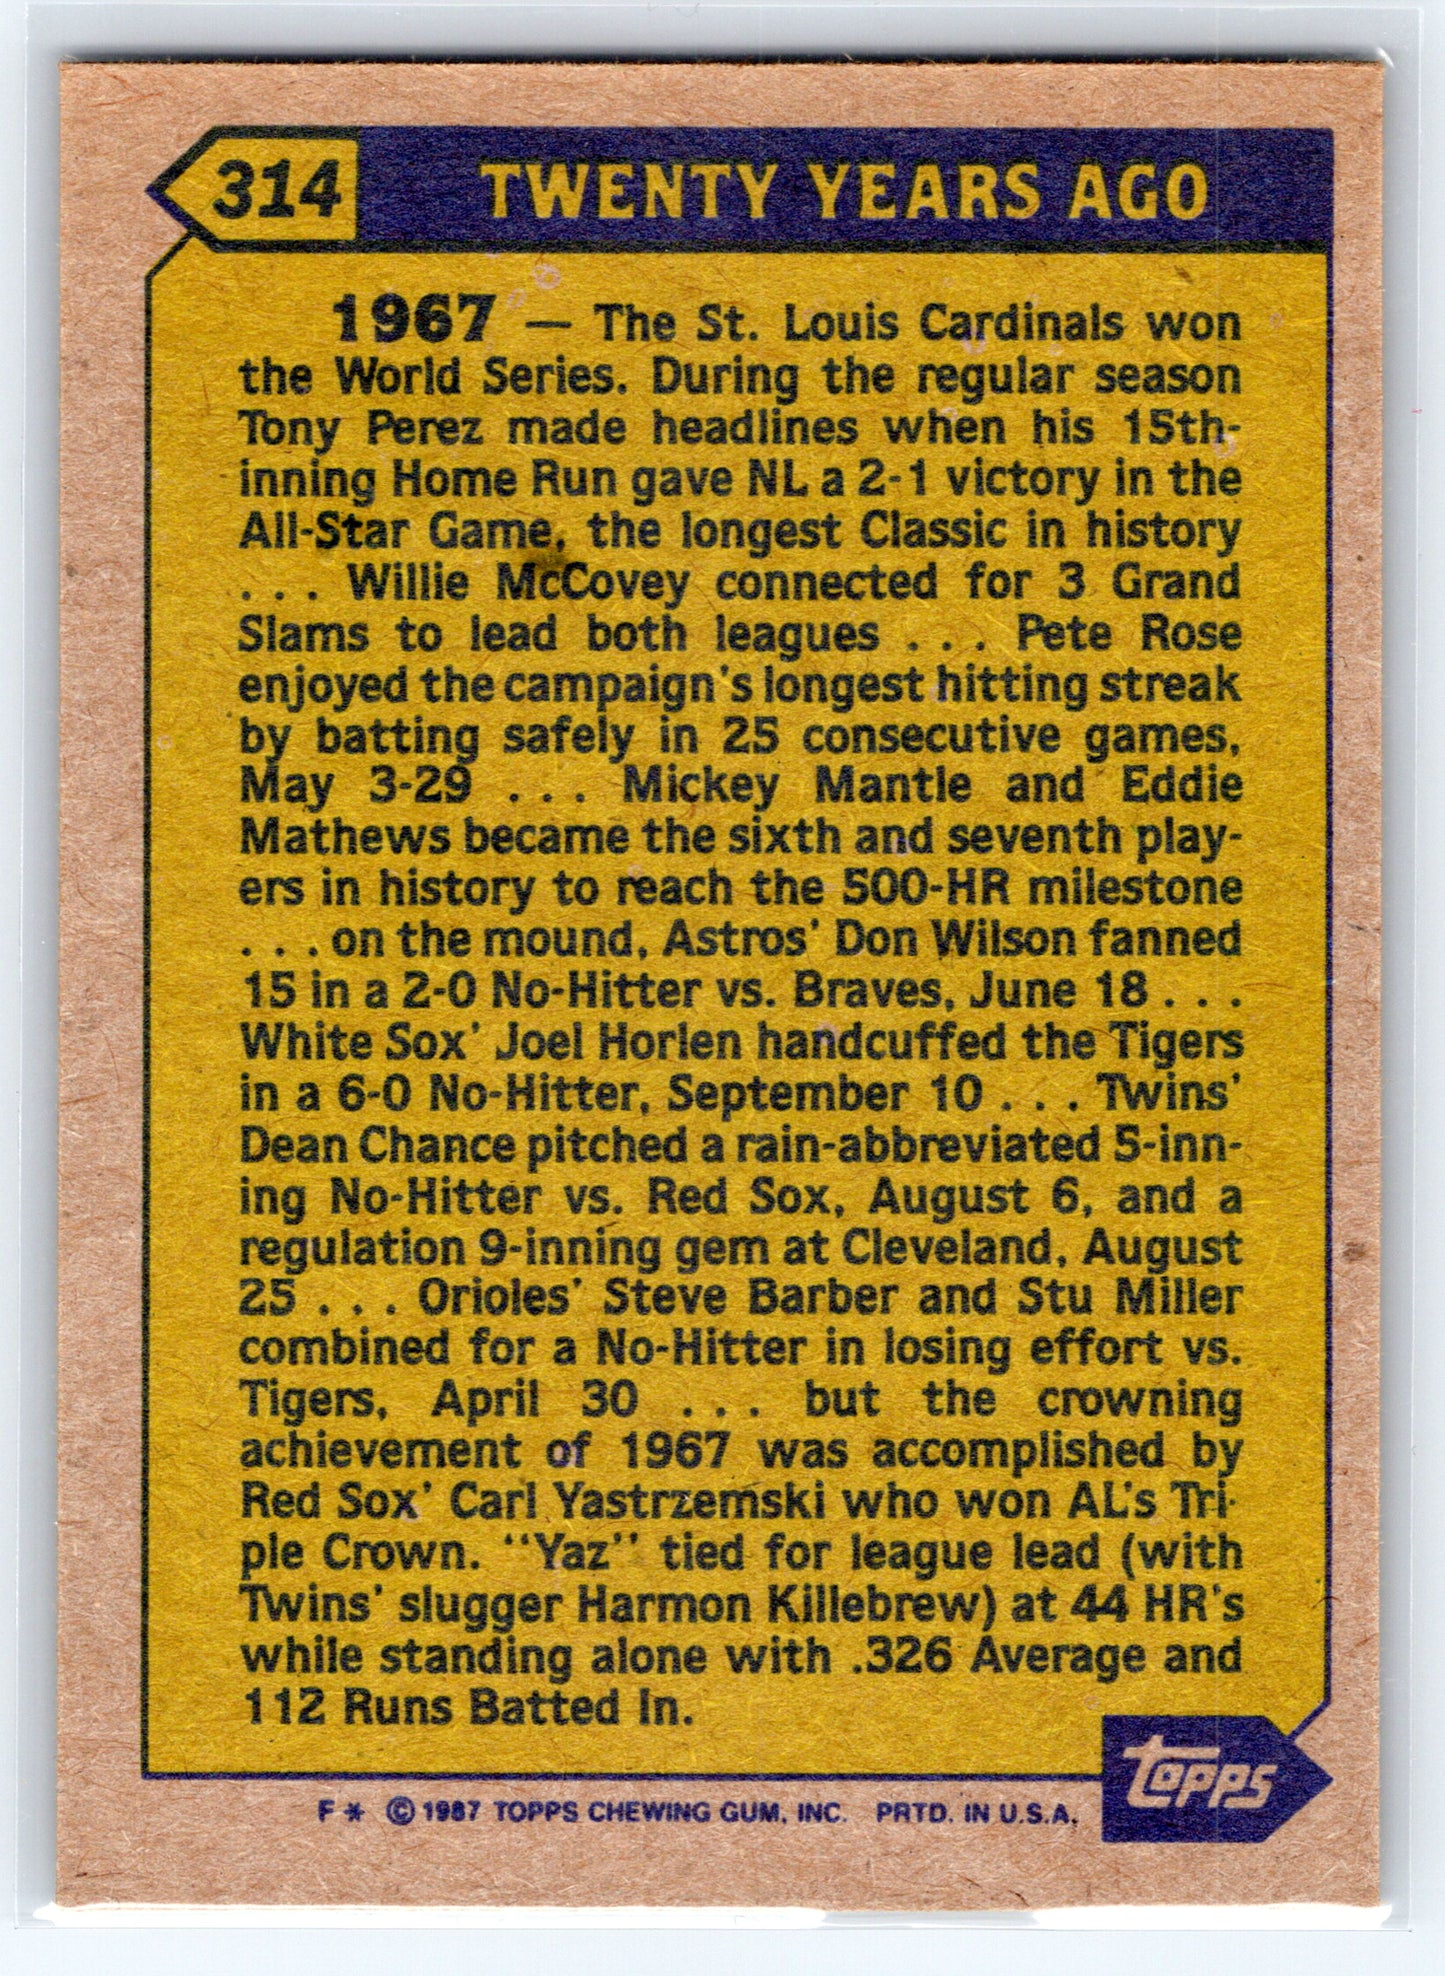 314 TWENTY YEARS AGO
1967 — The St. Louis Cardinals won
the World Series. During the regular season
Tony Perez made headlines when his 15th-
inning Home Run gave NL a 2-1 victory in the
All-Star Game, the longest Classic in history
. . . Willie McCovey connected for 3 Grand
Slams to lead both leagues . . . Pete Rose
enjoyed the campaign's longest hitting streak
by batting safely in 25 consecutive games,
May 3-29 . . . Mickey Mantle and Eddie
Mathews became the sixth and seventh play-
ers in history to reach the 500-HR milestone
. . . on the mound, Astros' Don Wilson fanned
15 in a 2-0 No-Hitter vs. Braves, June 18 . . .
White Sox' Joel Horlen handcuffed the Tigers
in a 6-0 No-Hitter, September 10 . . . Twins'
Dean Chance pitched a rain-abbreviated 5-inn-
ing No-Hitter vs. Red Sox, August 6, and a
regulation 9-inning gem at Cleveland, August
25 . . . Orioles' Steve Barber and Stu Miller
combined for a No-Hitter in losing effort vs.
Tigers, April 30 . . . but the crowning
achievement of 1967 was accomplished by
Red Sox' Carl Yastrzemski who won AL's Tri-
ple Crown. "Yaz" tied for league lead (with
Twins' slugger Harmon Killebrew) at 44 HR's
while standing alone with .326 Average and
112 Runs Batted In.
topps
F * © 1987 TOPPS CHEWING GUM, INC. PRTD. IN U.S.A.